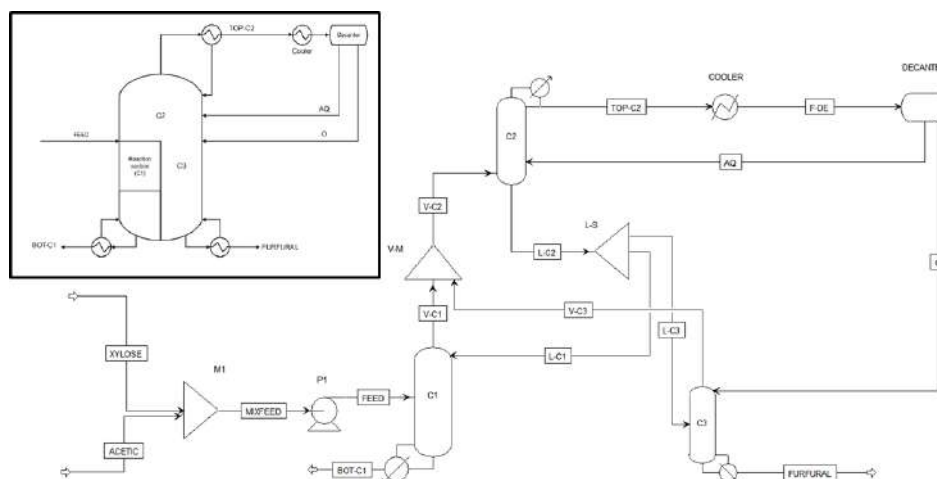 TOP-C2
Cooler
Decanter
C2
AQ
FEED
O
Reaction
section
(C1)
C3
BOT-C1
FURFURAL
COOLER
DECANTE
C2
TOP-C2
F-DE
AQ
V-C2
L-S
V-M
L-C2
V-C1
V-C3
L-C3
L-C1
XYLOSE
M1
P1
MIXFEED
FEED
C1
C3
ACETIC
BOT-C1
FURFURAL